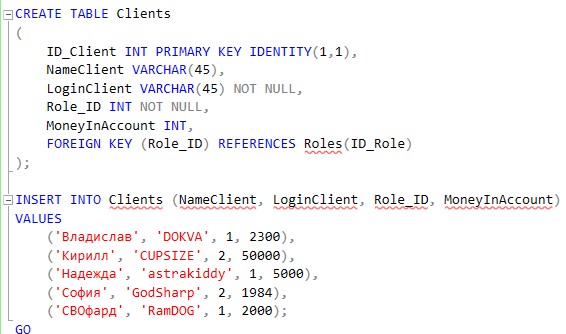 CREATE TABLE Clients
(
    ID_Client INT PRIMARY KEY IDENTITY(1,1),
    NameClient VARCHAR(45),
    LoginClient VARCHAR(45) NOT NULL,
    Role_ID INT NOT NULL,
    MoneyInAccount INT,
    FOREIGN KEY (Role_ID) REFERENCES Roles(ID_Role)
);

INSERT INTO Clients (NameClient, LoginClient, Role_ID, MoneyInAccount)
VALUES
    ('Владислав', 'DOKVA', 1, 2300),
    ('Кирилл', 'CUPSIZE', 2, 50000),
    ('Надежда', 'astrakiddy', 1, 5000),
    ('София', 'GodSharp', 2, 1984),
    ('СВОфард', 'RamDOG', 1, 2000);
GO